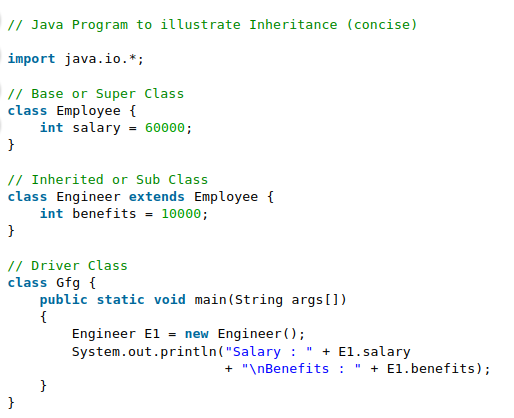 // Java Program to illustrate Inheritance (concise)
import java.io.*;
// Base or Super Class
class Employee {
int salary = 60000;
}
// Inherited or Sub Class
class Engineer extends Employee {
int benefits = 10000;
}
// Driver Class
class Gfg {
public static void main(String args[])
{
Engineer E1 = new Engineer();
System.out.println("Salary : " + E1.salary
+ "\nBenefits : " + E1.benefits);
}
}